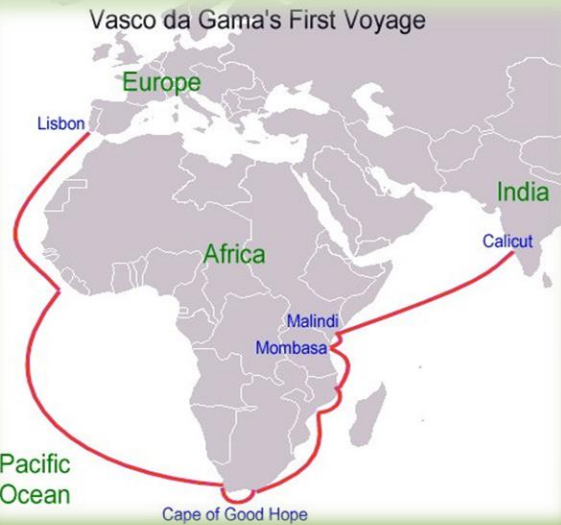 Vasco da Gama's First Voyage
Europe
Lisbon
India
Calicut
Africa
Malindi
Mombasa
Pacific
Ocean
Cape of Good Hope